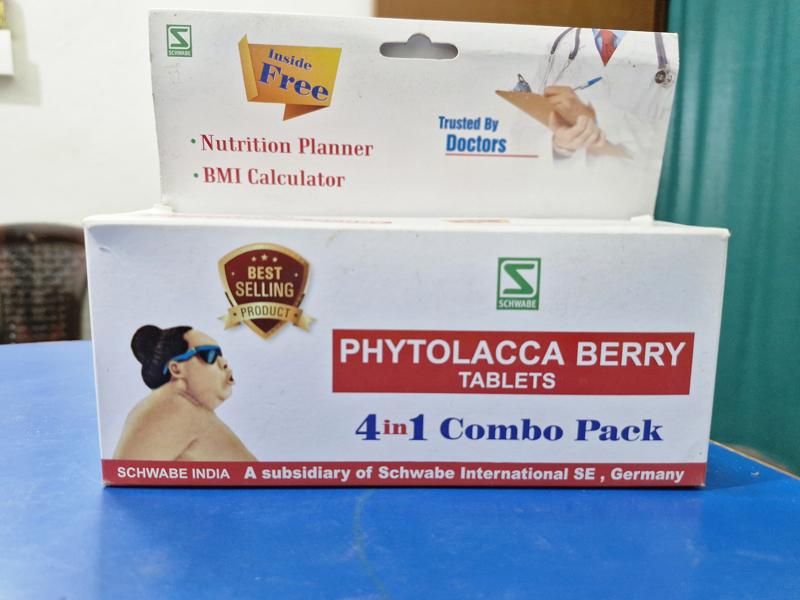 SCHWABE
Inside
Free
• Nutrition Planner
• BMI Calculator
Trusted By
Doctors
BEST
SELLING
PRODUCT
SCHWABE
PHYTOLACCA BERRY
TABLETS
4in1 Combo Pack
SCHWABE INDIA A subsidiary of Schwabe International SE , Germany